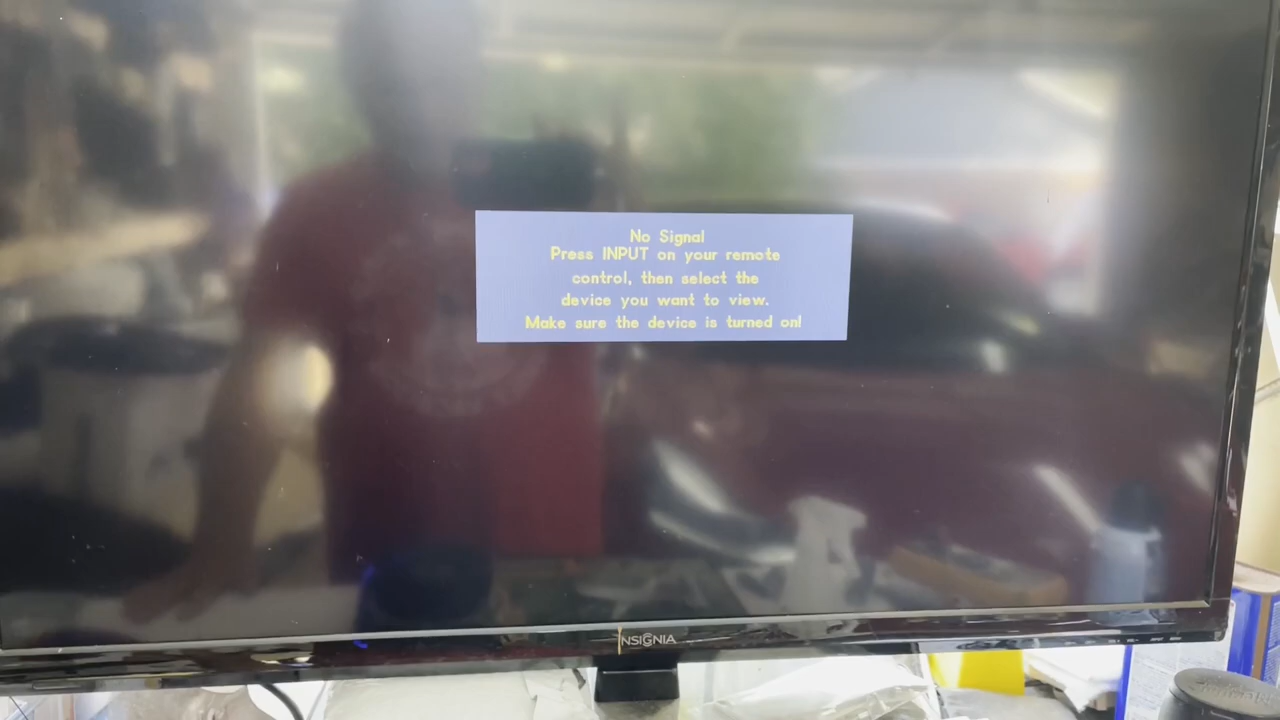 No Signal
Press INPUT on your remote
control, then select the
device you want to view.
Make sure the device is turned on!
INSIGNIA